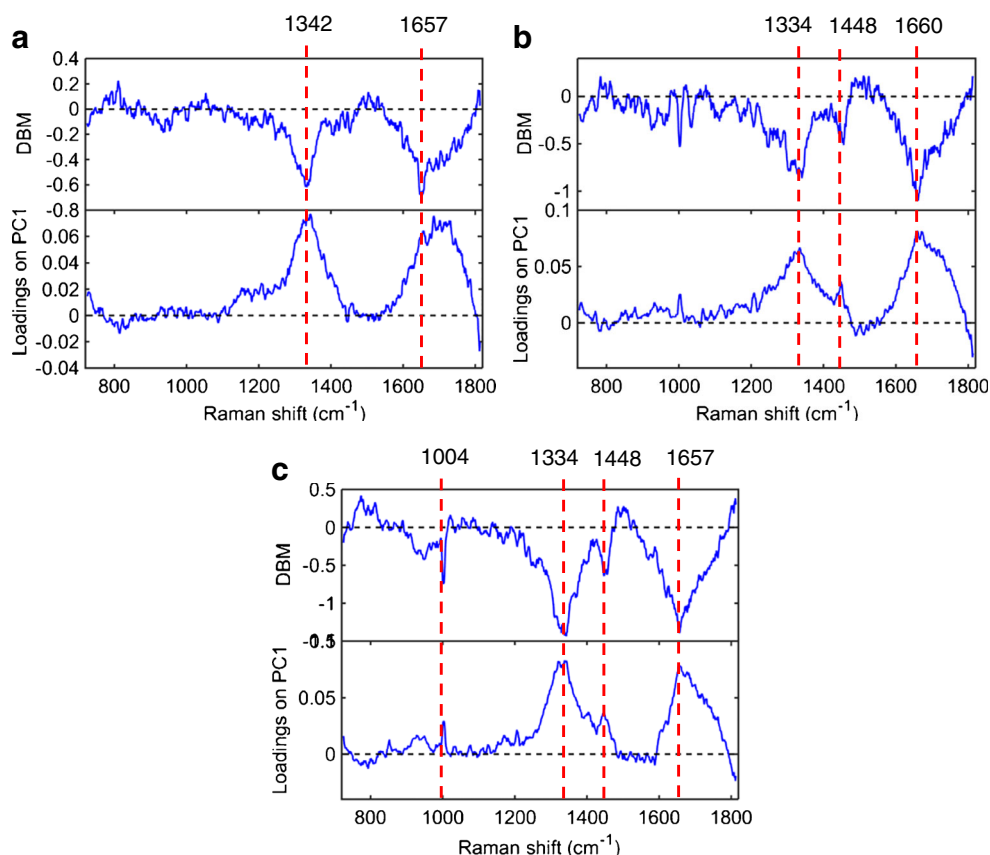 a
1342 1657
0.4
0.2
0
-0.2
-0.4
-0.6
-0.8
DBM
0.06
0.04
0.02
0
-0.02
-0.04
Loadings on PC1
800 1000 1200 1400 1600 1800
Raman shift (cm⁻¹)
b
1334 1448 1660
0
-0.5
-1
DBM
0.1
0.05
0
Loadings on PC1
800 1000 1200 1400 1600 1800
Raman shift (cm⁻¹)
c
1004 1334 1448 1657
0.5
0
-0.5
-1
DBM
0.05
0
Loadings on PC1
800 1000 1200 1400 1600 1800
Raman shift (cm⁻¹)